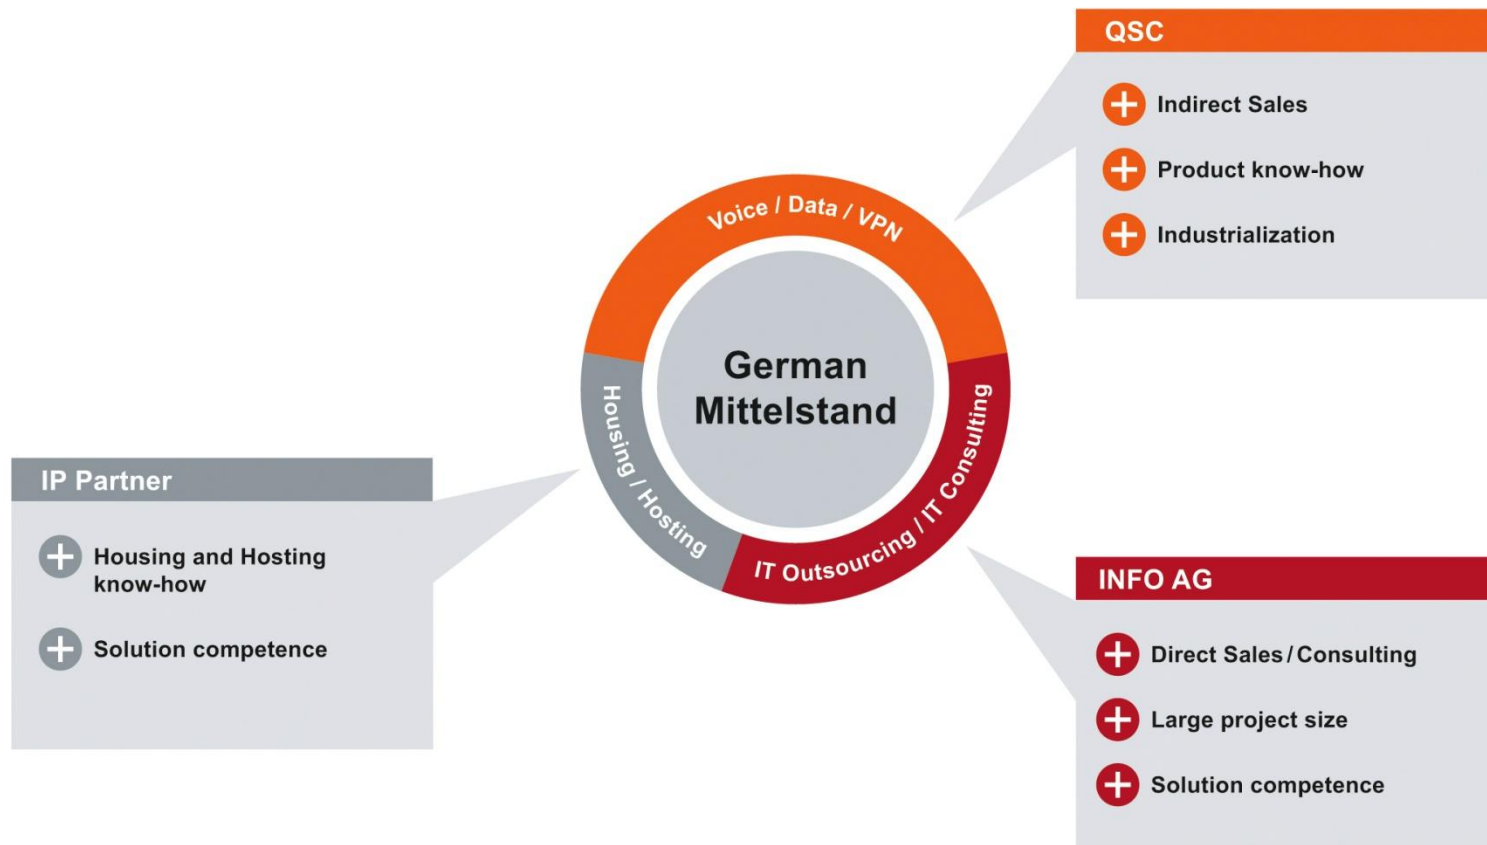 QSC
Indirect Sales
Product know-how
Industrialization
Voice / Data / VPN
German
Mittelstand
Housing / Hosting
IT Outsourcing / IT Consulting
IP Partner
Housing and Hosting
know-how
Solution competence
INFO AG
Direct Sales / Consulting
Large project size
Solution competence